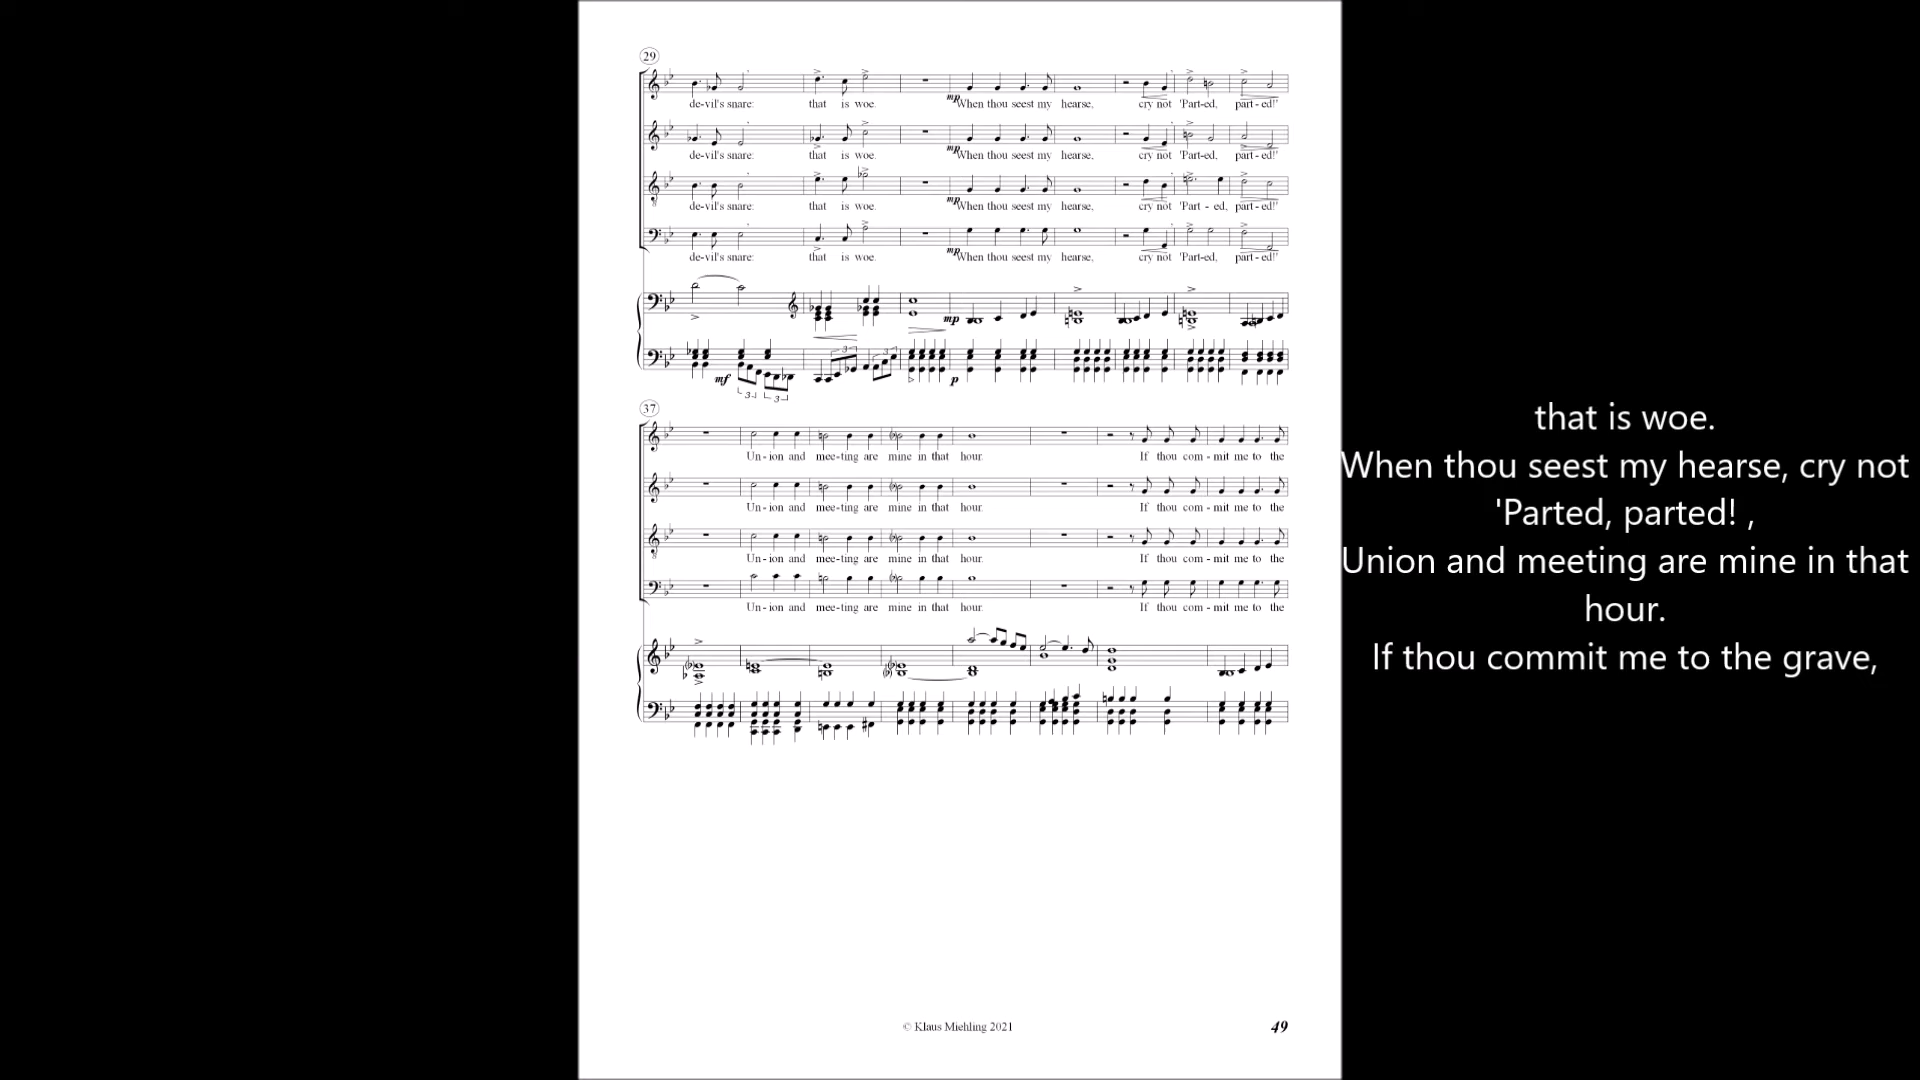 29
de-vil's snare: that is woe. When thou seest my hearse, cry not 'Part-ed, part-ed!'
de-vil's snare: that is woe. When thou seest my hearse, cry not 'Part-ed, part-ed!'
de-vil's snare: that is woe. When thou seest my hearse, cry not 'Part - ed, part-ed!'
de-vil's snare: that is woe. When thou seest my hearse, cry not 'Part-ed, part-ed!'
mp
mp
mp
mp
mp
mf
p
3
3
3
3
37
Un-ion and mee-ting are mine in that hour. If thou com-mit me to the
Un-ion and mee-ting are mine in that hour. If thou com-mit me to the
Un-ion and mee-ting are mine in that hour. If thou com-mit me to the
Un-ion and mee-ting are mine in that hour. If thou com-mit me to the
© Klaus Miehling 2021
49
that is woe.
When thou seest my hearse, cry not
'Parted, parted! ,
Union and meeting are mine in that
hour.
If thou commit me to the grave,